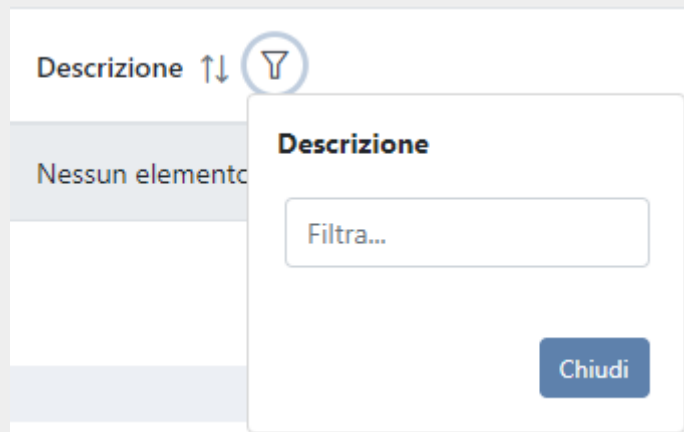 Descrizione
Descrizione
Nessun elemento
Filtra...
Chiudi